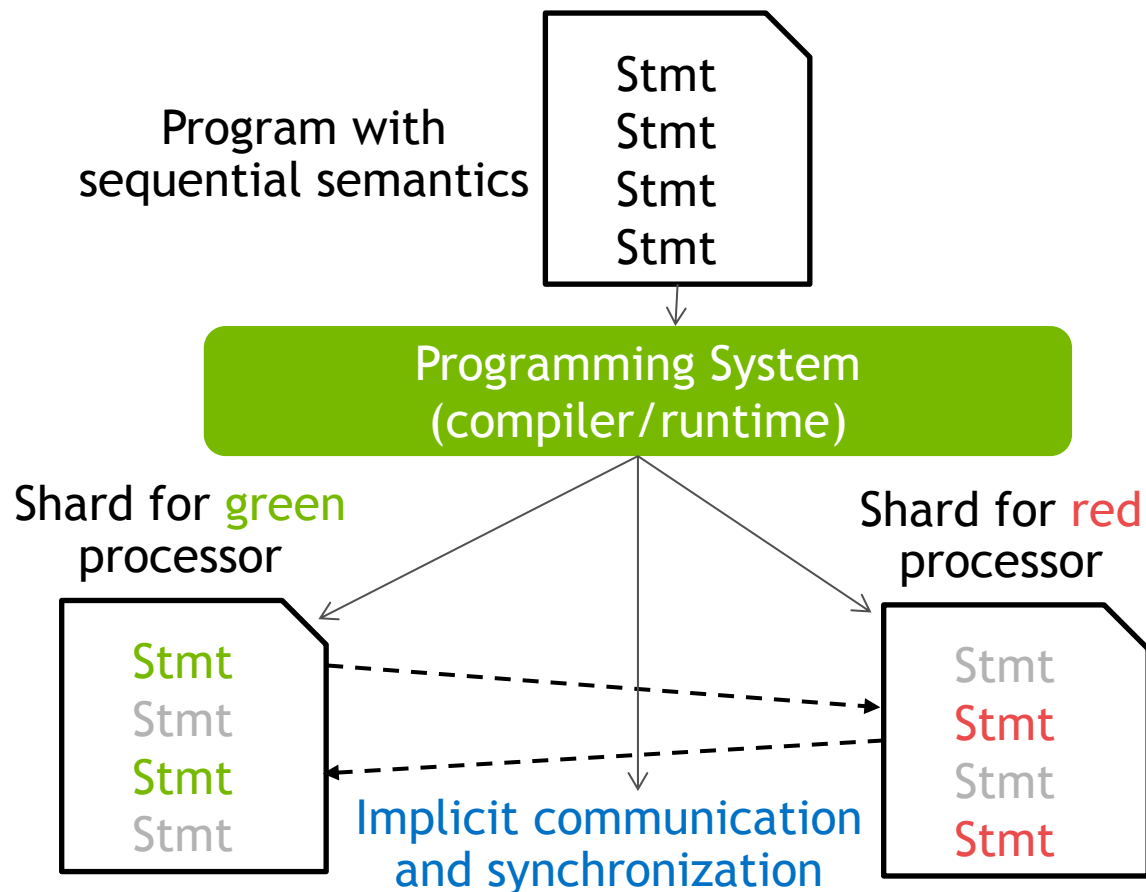 Program with
sequential semantics
Stmt
Stmt
Stmt
Stmt
Programming System
(compiler/runtime)
Shard for green
processor
Shard for red
processor
Stmt
Stmt
Stmt
Stmt
Stmt
Stmt
Stmt
Stmt
Implicit communication
and synchronization